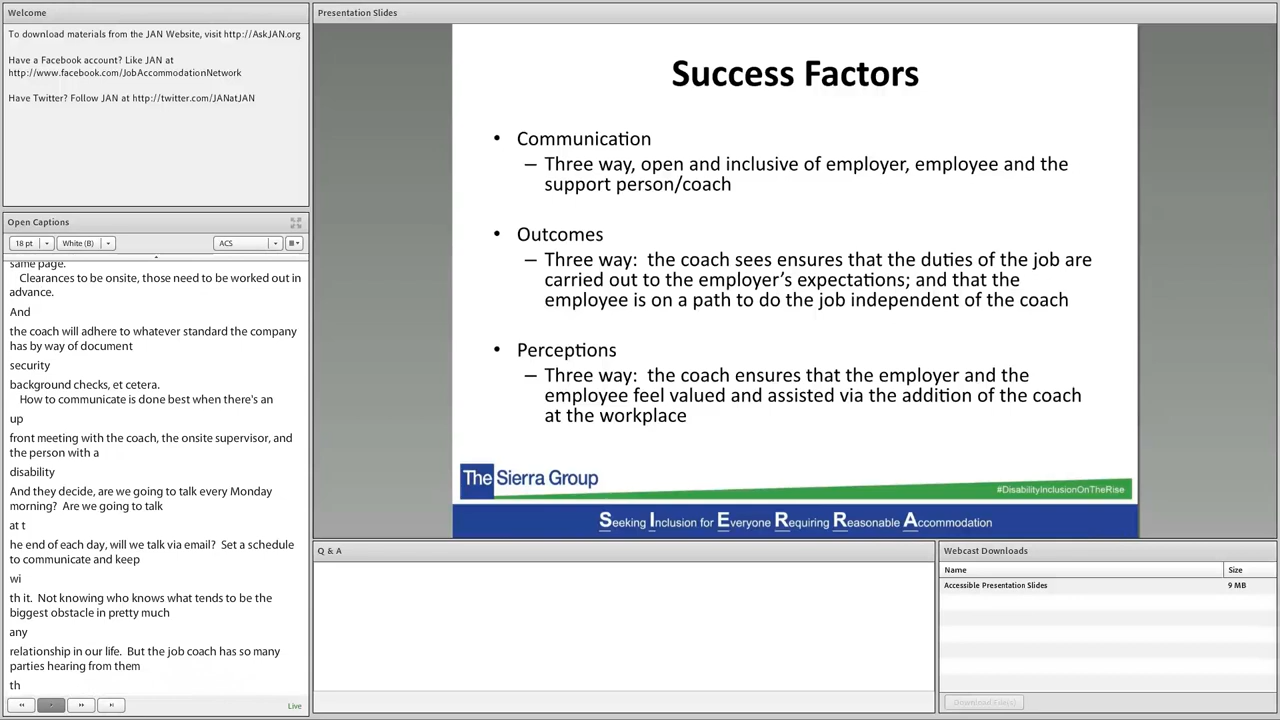 Welcome
To download materials from the JAN Website, visit http://AskJAN.org
Have a Facebook account? Like JAN at
http://www.facebook.com/JobAccommodationNetwork
Have Twitter? Follow JAN at http://twitter.com/JANatJAN
Open Captions
18 pt
White (B)
ACS
same page.
Clearances to be onsite, those need to be worked out in
advance.
And
the coach will adhere to whatever standard the company
has by way of document
security
background checks, et cetera.
How to communicate is done best when there's an
up
front meeting with the coach, the onsite supervisor, and
the person with a
disability
And they decide, are we going to talk every Monday
morning? Are we going to talk
at t
he end of each day, will we talk via email? Set a schedule
to communicate and keep
wi
th it. Not knowing who knows what tends to be the
biggest obstacle in pretty much
any
relationship in our life. But the job coach has so many
parties hearing from them
th
Live
Presentation Slides
Success Factors
• Communication
– Three way, open and inclusive of employer, employee and the
support person/coach
• Outcomes
– Three way: the coach sees ensures that the duties of the job are
carried out to the employer's expectations; and that the
employee is on a path to do the job independent of the coach
• Perceptions
– Three way: the coach ensures that the employer and the
employee feel valued and assisted via the addition of the coach
at the workplace
The Sierra Group
#DisabilityInclusionOnTheRise
Seeking Inclusion for Everyone Requiring Reasonable Accommodation
Q & A
Webcast Downloads
Name Size
Accessible Presentation Slides 9 MB
Download File(s)